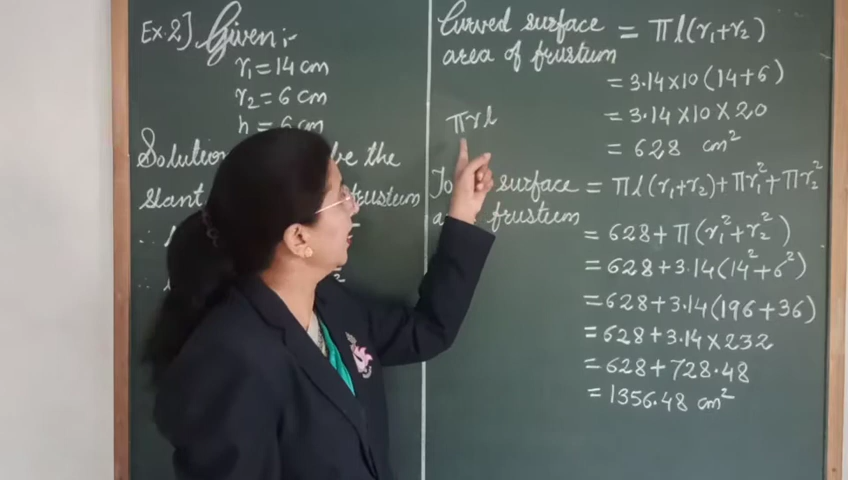 Ex.2] Given:-
r₁ = 14 cm
r₂ = 6 cm
h = 6 cm
Solution be the
slant frustum
∴
∴
Curved surface = πl(r₁+r₂)
area of frustum
= 3.14×10(14+6)
= 3.14×10×20
= 628 cm²
πrl
surface = πl(r₁+r₂)+πr₁²+πr₂²
frustum
= 628+π(r₁²+r₂²)
= 628+3.14(14²+6²)
= 628+3.14(196+36)
= 628+3.14×232
= 628+728.48
= 1356.48 cm²